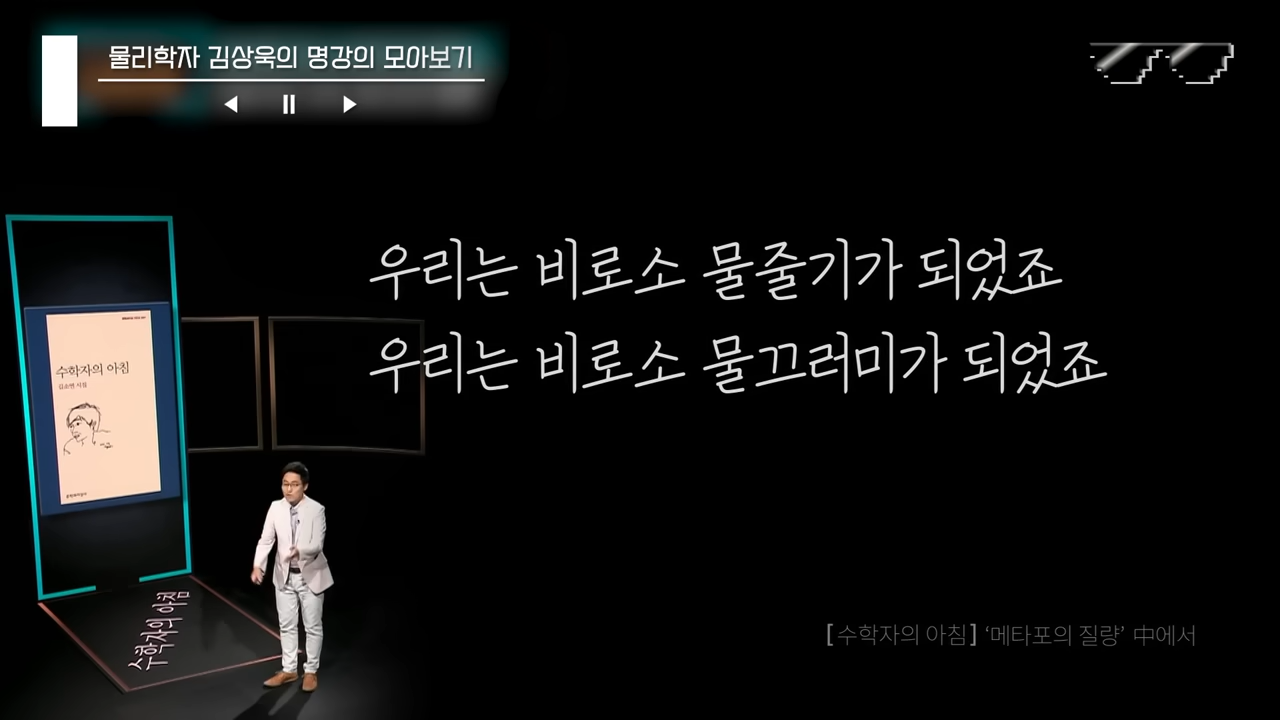 물리학자 김상욱의 명강의 모아보기
우리는 비로소 물줄기가 되었죠
우리는 비로소 물끄러미가 되었죠
수학자의 아침
김소연 시집
수학자의 아침
[수학자의 아침] ‘메타포의 질량’ 中에서